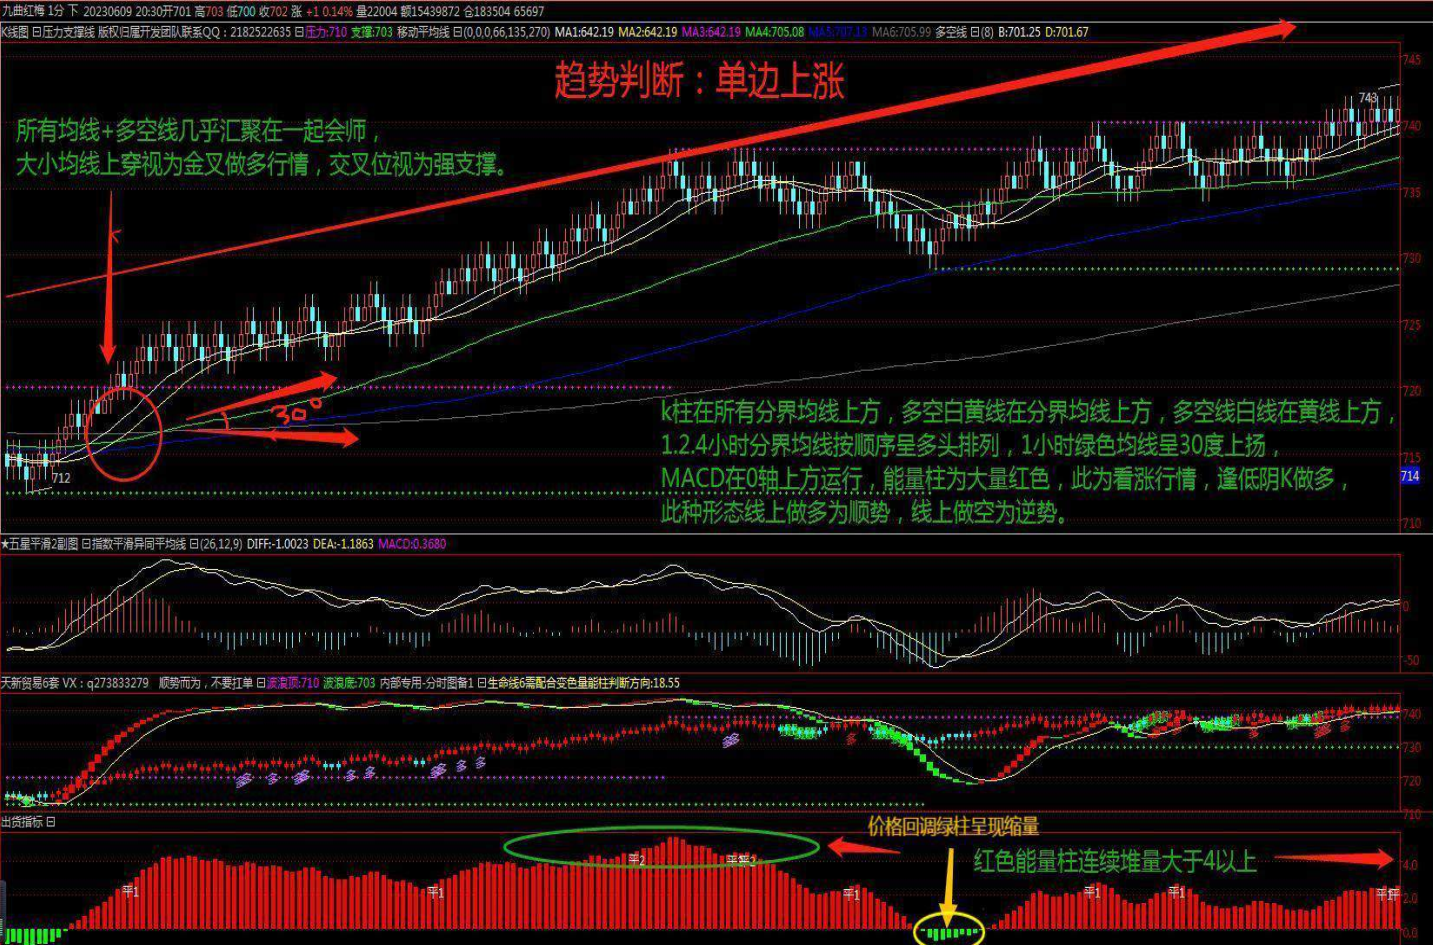 九曲红梅 1分 下 20230609 20:30开701 高703 低700 收702 涨 +1 0.14% 量22004 额15439872 仓183504 65697
K线图 日压力支撑线 版权归属开发团队联系QQ：2182522635 日压力:710 支撑:703 移动平均线 日(0,0,0,66,135,270) MA1:642.19 MA2:642.19 MA3:642.19 MA4:705.08 MA5:707.13 MA6:705.99 多空线 日(8) B:701.25 D:701.67
趋势判断：单边上涨
745
743
所有均线+多空线几乎汇聚在一起会师，
740
大小均线上穿视为金叉做多行情，交叉位视为强支撑。
735
730
725
720
30°
k柱在所有分界均线上方，多空白黄线在分界均线上方，多空线白线在黄线上方，
1.2.4小时分界均线按顺序呈多头排列，1小时绿色均线呈30度上扬，
715
712
MACD在0轴上方运行，能量柱为大量红色，此为看涨行情，逢低阴K做多，
714
此种形态线上做多为顺势，线上做空为逆势。
710
★五星平滑2副图 日指数平滑异同平均线 日(26,12,9) DIFF:-1.0023 DEA:-1.1863 MACD:0.3680
0
-50
天新贸易6套 VX：q273833279 顺势而为，不要扛单 日波浪顶:710 波浪底:703 内部专用-分时图备1 日生命线6需配合变色量能柱判断方向:18.55
740
730
720
710
出货指标 日
价格回调绿柱呈现缩量
红色能量柱连续堆量大于4以上
4.0
平2
平1
平1
平1
平1
平1
2.0
0.0